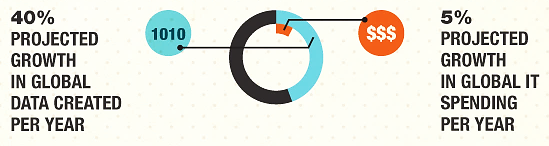 40%
PROJECTED
GROWTH
IN GLOBAL
DATA CREATED
PER YEAR
1010
$$$
5%
PROJECTED
GROWTH
IN GLOBAL IT
SPENDING
PER YEAR